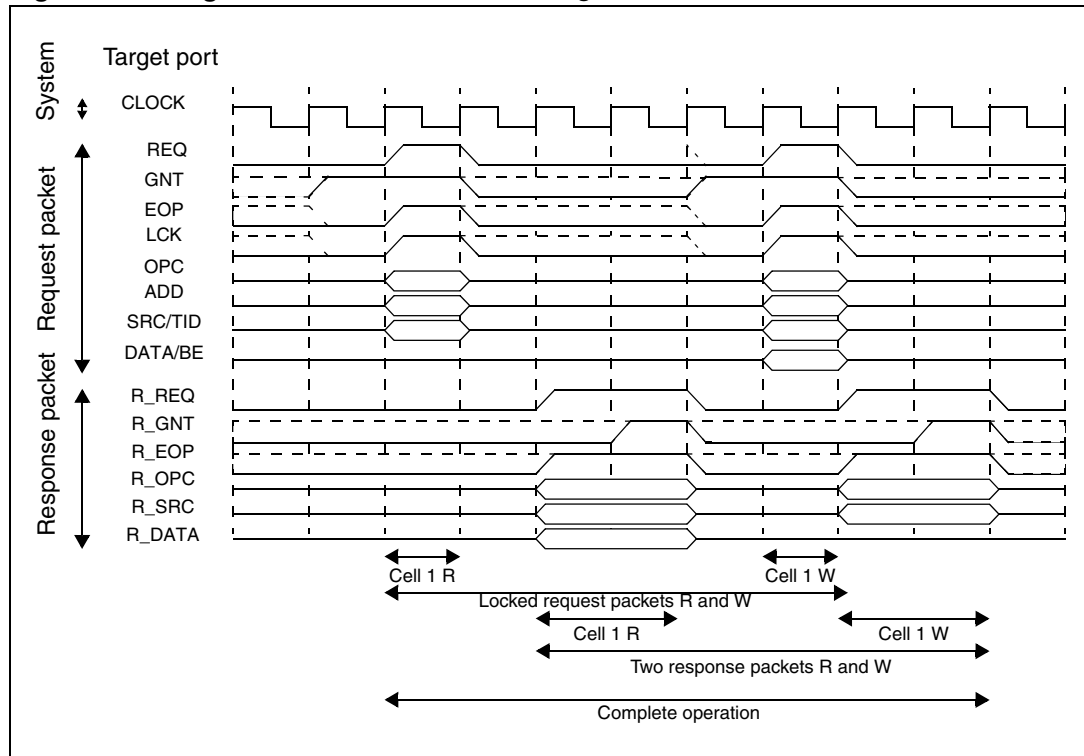 System
Target port
CLOCK
Request packet
REQ
GNT
EOP
LCK
OPC
ADD
SRC/TID
DATA/BE
Response packet
R_REQ
R_GNT
R_EOP
R_OPC
R_SRC
R_DATA
Cell 1 R
Cell 1 W
Locked request packets R and W
Cell 1 R
Cell 1 W
Two response packets R and W
Complete operation